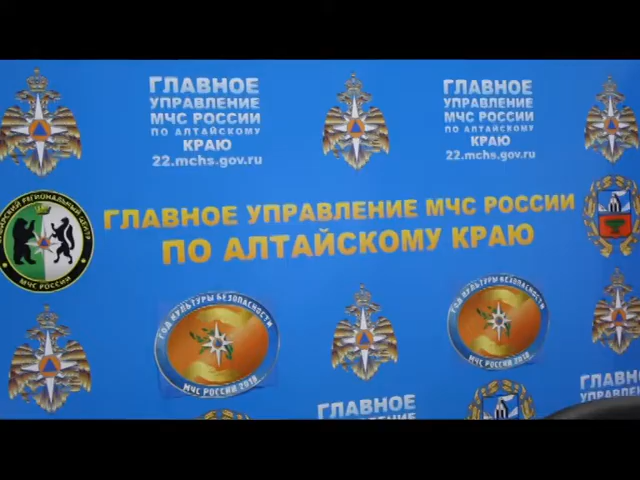 ГЛАВНОЕ
УПРАВЛЕНИЕ
МЧС РОССИИ
ПО АЛТАЙСКОМУ
КРАЮ
22.mchs.gov.ru
ГЛАВНОЕ
УПРАВЛЕНИЕ
МЧС РОССИИ
ПО АЛТАЙСКОМУ
КРАЮ
22.mchs.gov.ru
РЕГИОНАЛЬНЫЙ ЦЕНТР
МЧС РОССИИ
ГЛАВНОЕ УПРАВЛЕНИЕ МЧС РОССИИ
ПО АЛТАЙСКОМУ КРАЮ
ГОД КУЛЬТУРЫ БЕЗОПАСНОСТИ
МЧС РОССИИ 2018
ГОД КУЛЬТУРЫ БЕЗОПАСНОСТИ
МЧС РОССИИ 2018
ГЛАВНОЕ
ГЛАВНОЕ